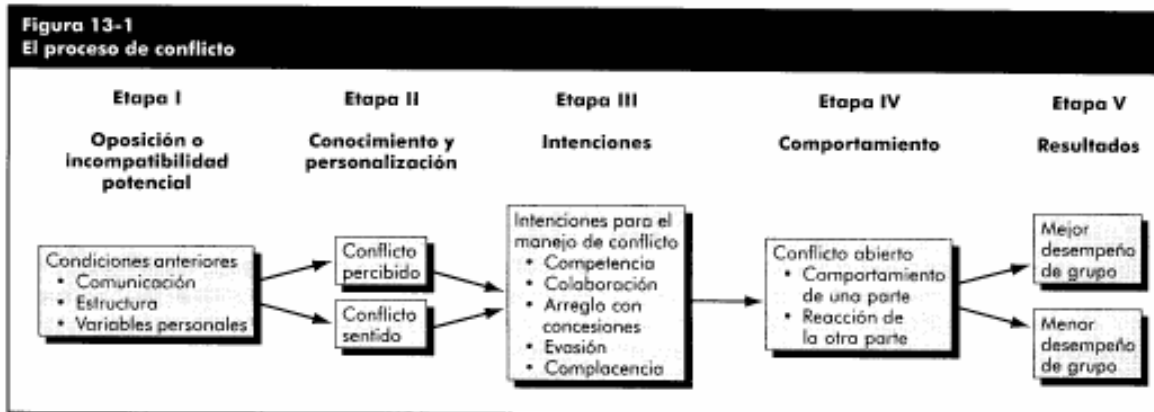 Figura 13-1
El proceso de conflicto
Etapa I
Oposición o
incompatibilidad
potencial
Etapa II
Conocimiento y
personalización
Etapa III
Intenciones
Etapa IV
Comportamiento
Etapa V
Resultados
Condiciones anteriores
• Comunicación
• Estructura
• Variables personales
Conflicto
percibido
Conflicto
sentido
Intenciones para el
manejo de conflicto
• Competencia
• Colaboración
• Arreglo con
concesiones
• Evasión
• Complacencia
Conflicto abierto
• Comportamiento
de una parte
• Reacción de
la otra parte
Mejor
desempeño
de grupo
Menor
desempeño
de grupo